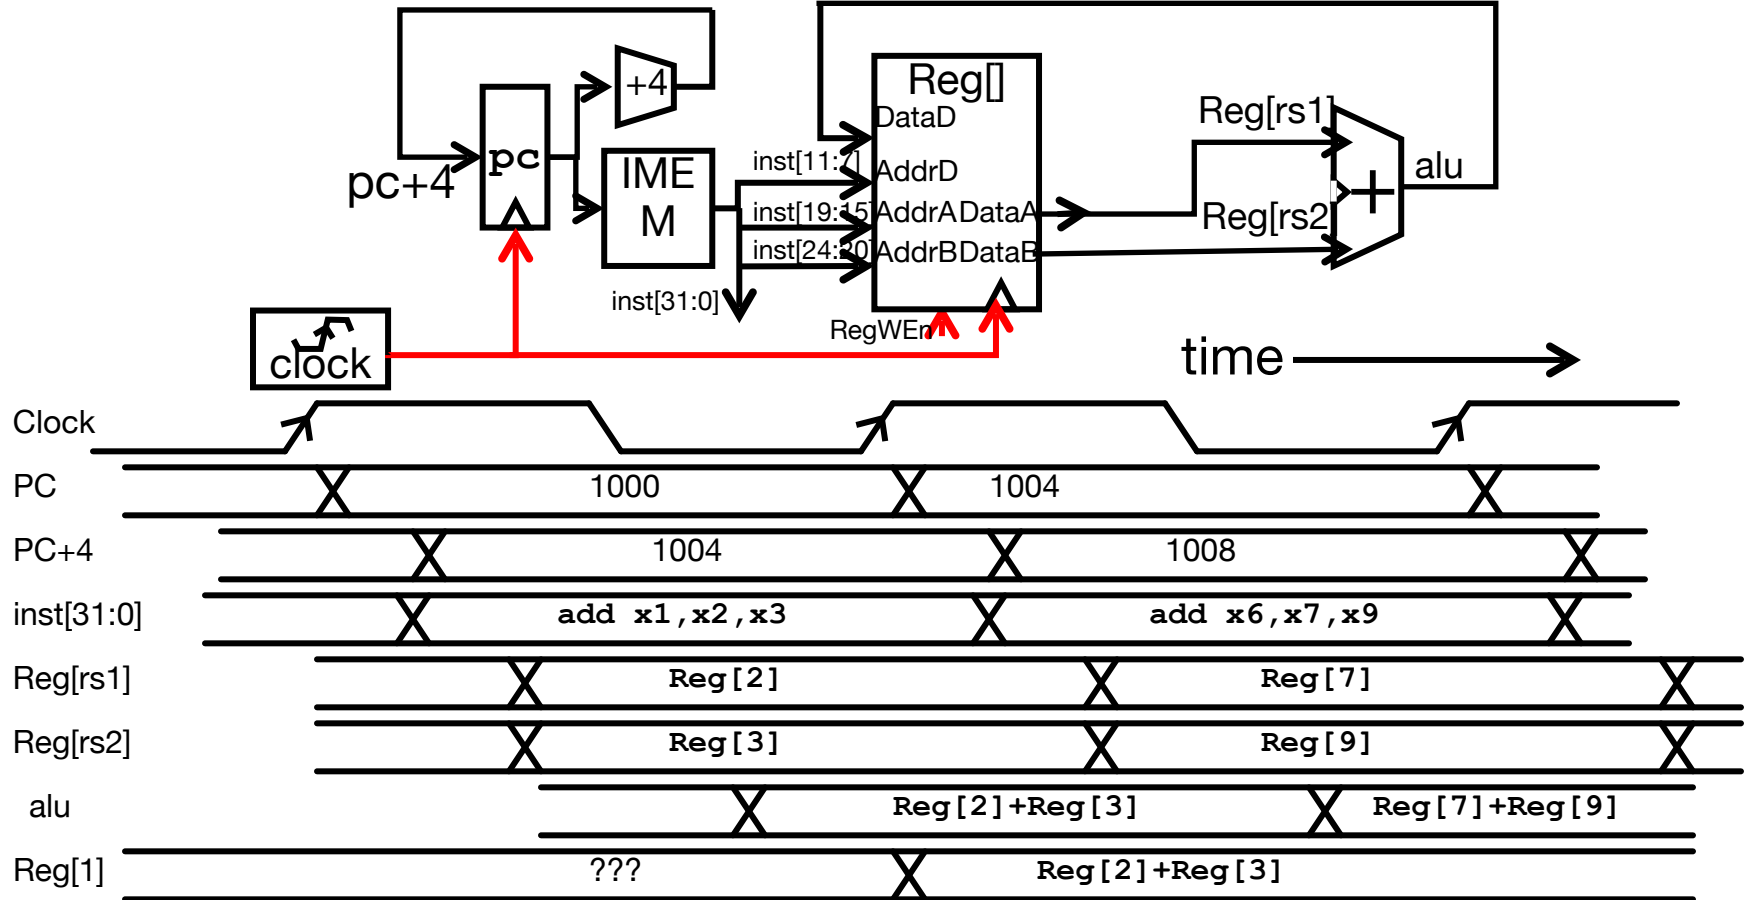 +4
Reg[]
DataD
Reg[rs1]
pc
inst[11:7]
IME
M
AddrD
alu
pc+4
+
inst[19:15]
AddrA DataA
Reg[rs2
inst[24:20]
AddrB DataB
inst[31:0]
RegWEn
clock
time
Clock
PC 1000 1004
PC+4 1004 1008
inst[31:0] add x1,x2,x3 add x6,x7,x9
Reg[rs1] Reg[2] Reg[7]
Reg[rs2] Reg[3] Reg[9]
alu Reg[2]+Reg[3] Reg[7]+Reg[9]
Reg[1] ??? Reg[2]+Reg[3]